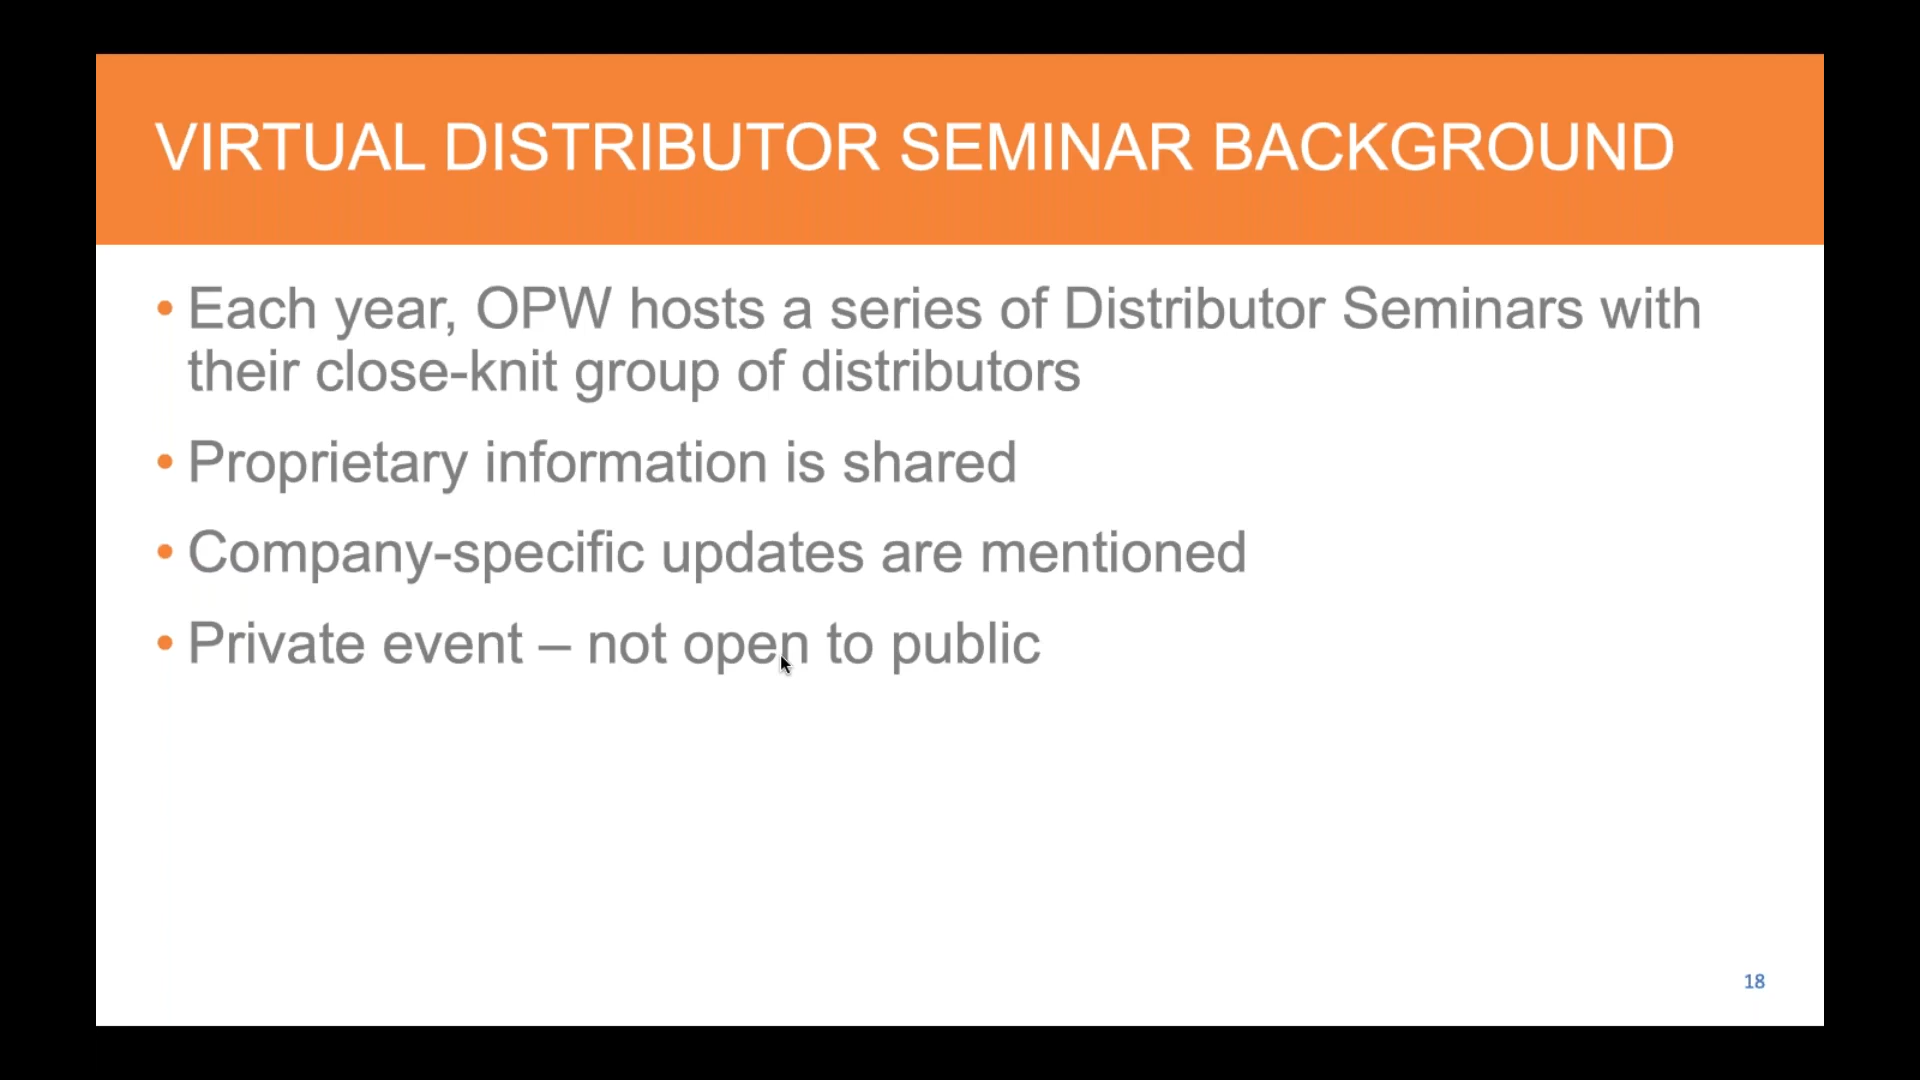 VIRTUAL DISTRIBUTOR SEMINAR BACKGROUND
• Each year, OPW hosts a series of Distributor Seminars with
their close-knit group of distributors
• Proprietary information is shared
• Company-specific updates are mentioned
• Private event – not open to public
18